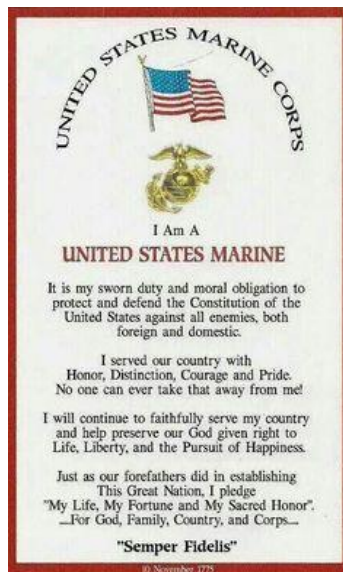 UNITED STATES MARINE CORPS
I Am A
UNITED STATES MARINE
It is my sworn duty and moral obligation to
protect and defend the Constitution of the
United States against all enemies, both
foreign and domestic.
I served our country with
Honor, Distinction, Courage and Pride.
No one can ever take that away from me!
I will continue to faithfully serve my country
and help preserve our God given right to
Life, Liberty, and the Pursuit of Happiness.
Just as our forefathers did in establishing
This Great Nation, I pledge
"My Life, My Fortune and My Sacred Honor".
....For God, Family, Country, and Corps....
"Semper Fidelis"
10 November 1775